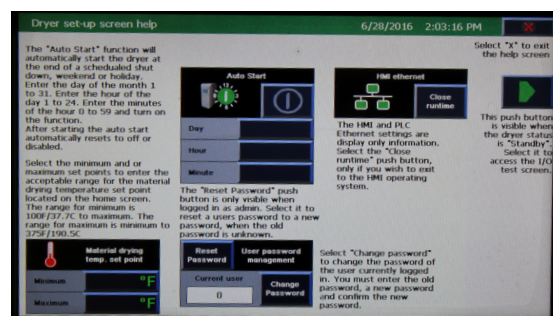 Dryer set-up screen help
6/28/2016 2:03:16 PM
X
The "Auto Start" function will
automatically start the dryer at
the end of a schedualed shut
down, weekend or holiday.
Enter the day of the month 1
to 31. Enter the hour of the
day 1 to 24. Enter the minutes
of the hour 0 to 59 and turn on
the function.
After starting the auto start
automatically resets to off or
disabled.
Select the minimum and or
maximum set points to enter the
acceptable range for the material
drying temperature set point
located on the home screen.
The range for minimum is
100F/37.7C to maximum. The
range for maximum is minimum to
375F/190.5C
Material drying
temp. set point
Minimum °F
Maximum °F
Auto Start
Day
Hour
Minute
The "Reset Password" push
button is only visible when
logged in as admin. Select it to
reset a users password to a new
password, when the old
password is unknown.
Reset
Password
User password
management
Current user
0
Change
Password
HMI ethernet
Close
runtime
The HMI and PLC
Ethernet settings are
display only information.
Select the "Close
runtime" push button,
only if you wish to exit
to the HMI operating
system.
Select "Change password"
to change the password of
the user currently logged
in. You must enter the old
password, a new password
and confirm the new
password.
Select "X" to exit
the help screen
This push button
is visible when
the dryer status
is "Standby".
Select it to
access the I/O
test screen.